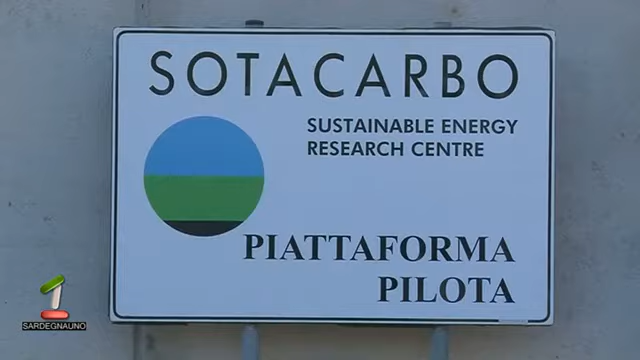 SOTACARBO
SUSTAINABLE ENERGY
RESEARCH CENTRE
PIATTAFORMA
PILOTA
1
SARDEGNAUNO